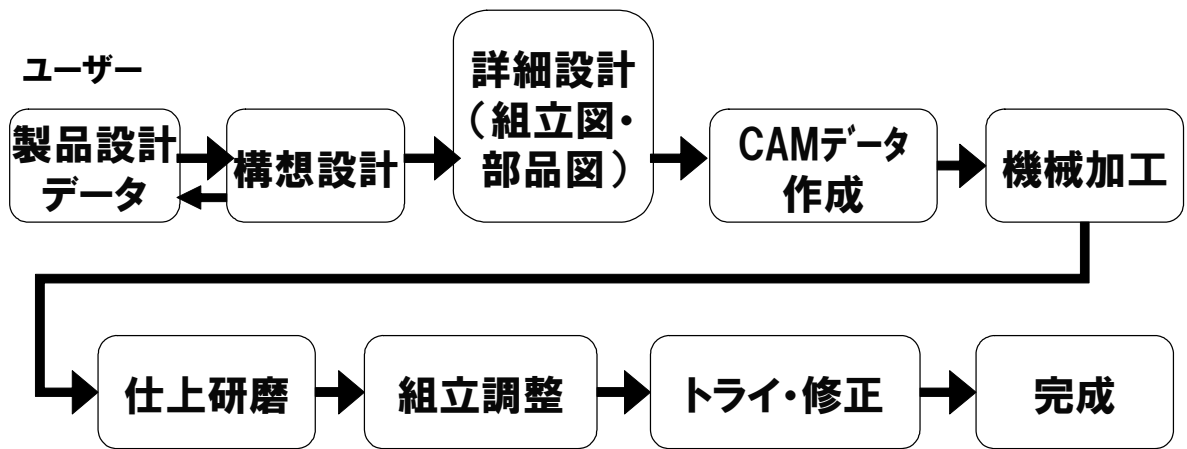 ユーザー
製品設計
データ
構想設計
詳細設計
(組立図・
部品図)
CAMデータ
作成
機械加工
仕上研磨
組立調整
トライ・修正
完成